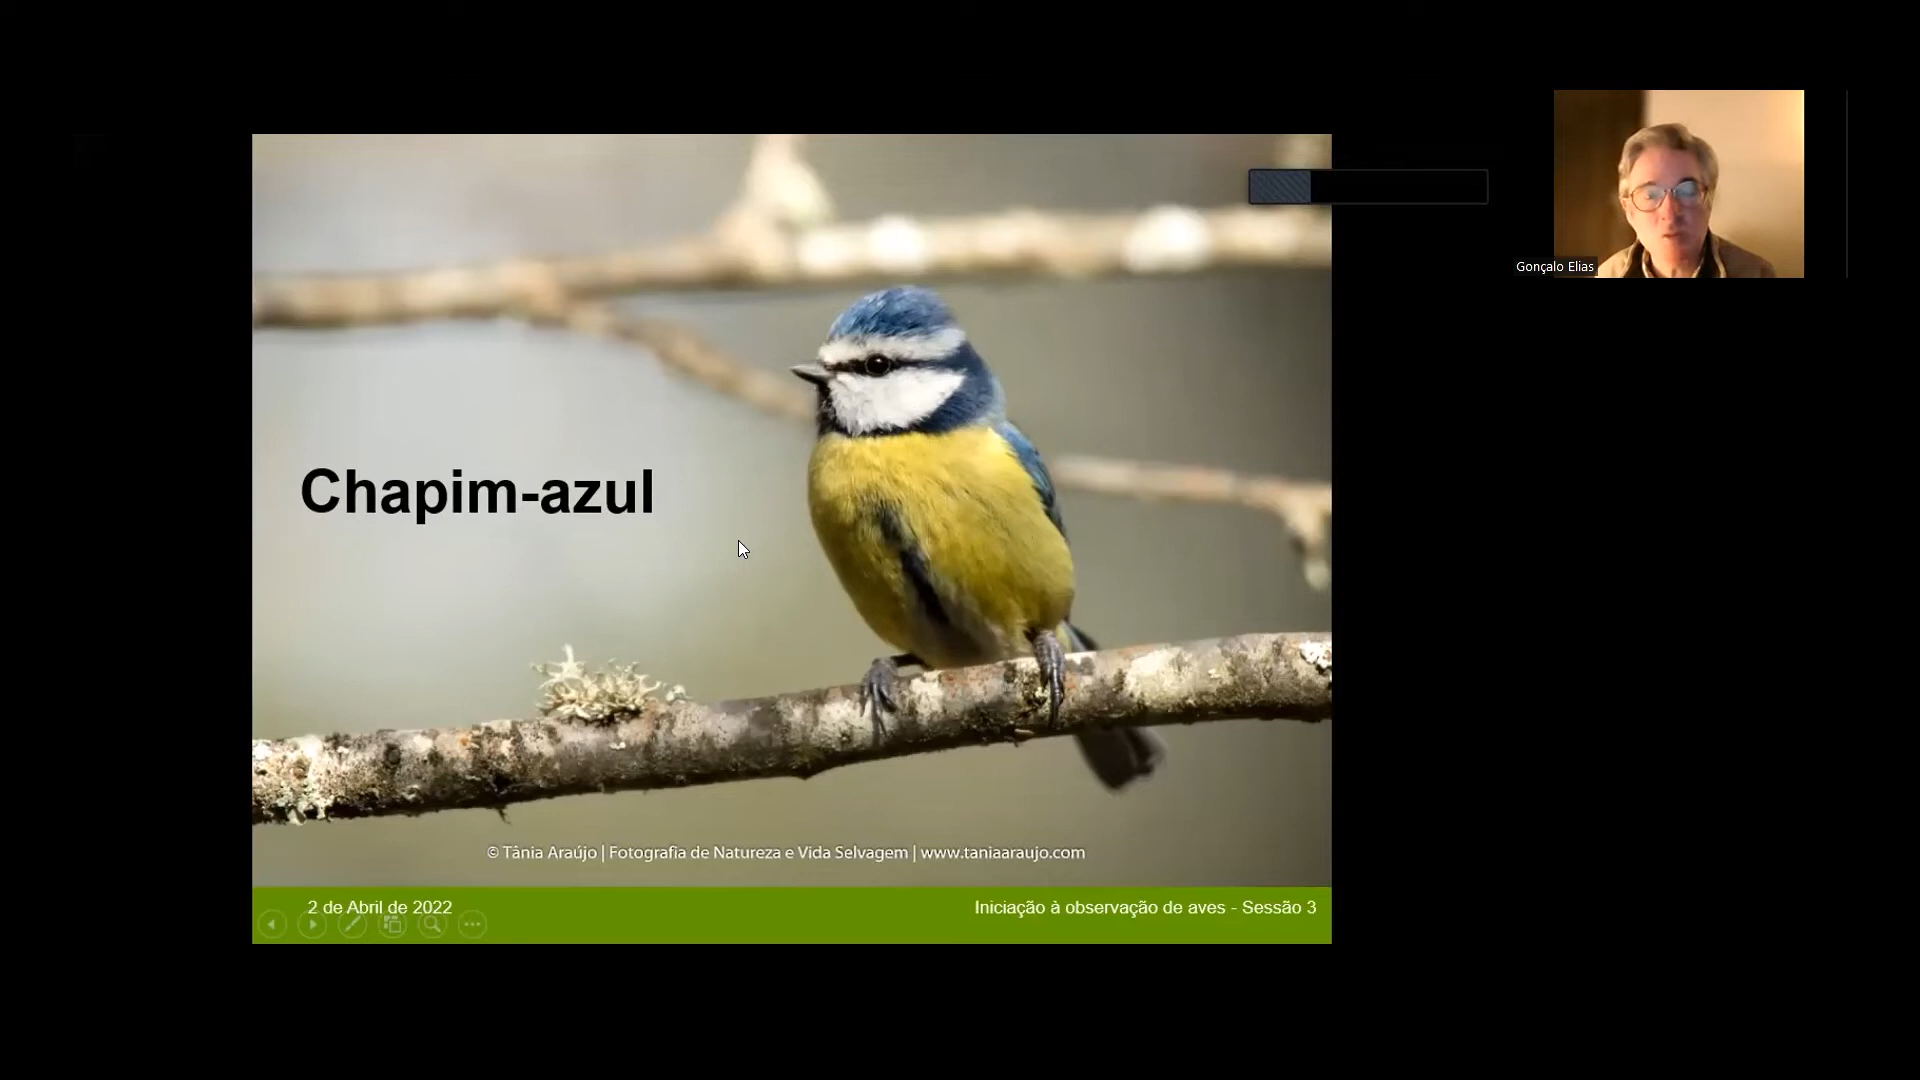 Gonçalo Elias
Chapim-azul
© Tânia Araújo | Fotografia de Natureza e Vida Selvagem | www.taniaaraujo.com
2 de Abril de 2022
Iniciação à observação de aves - Sessão 3